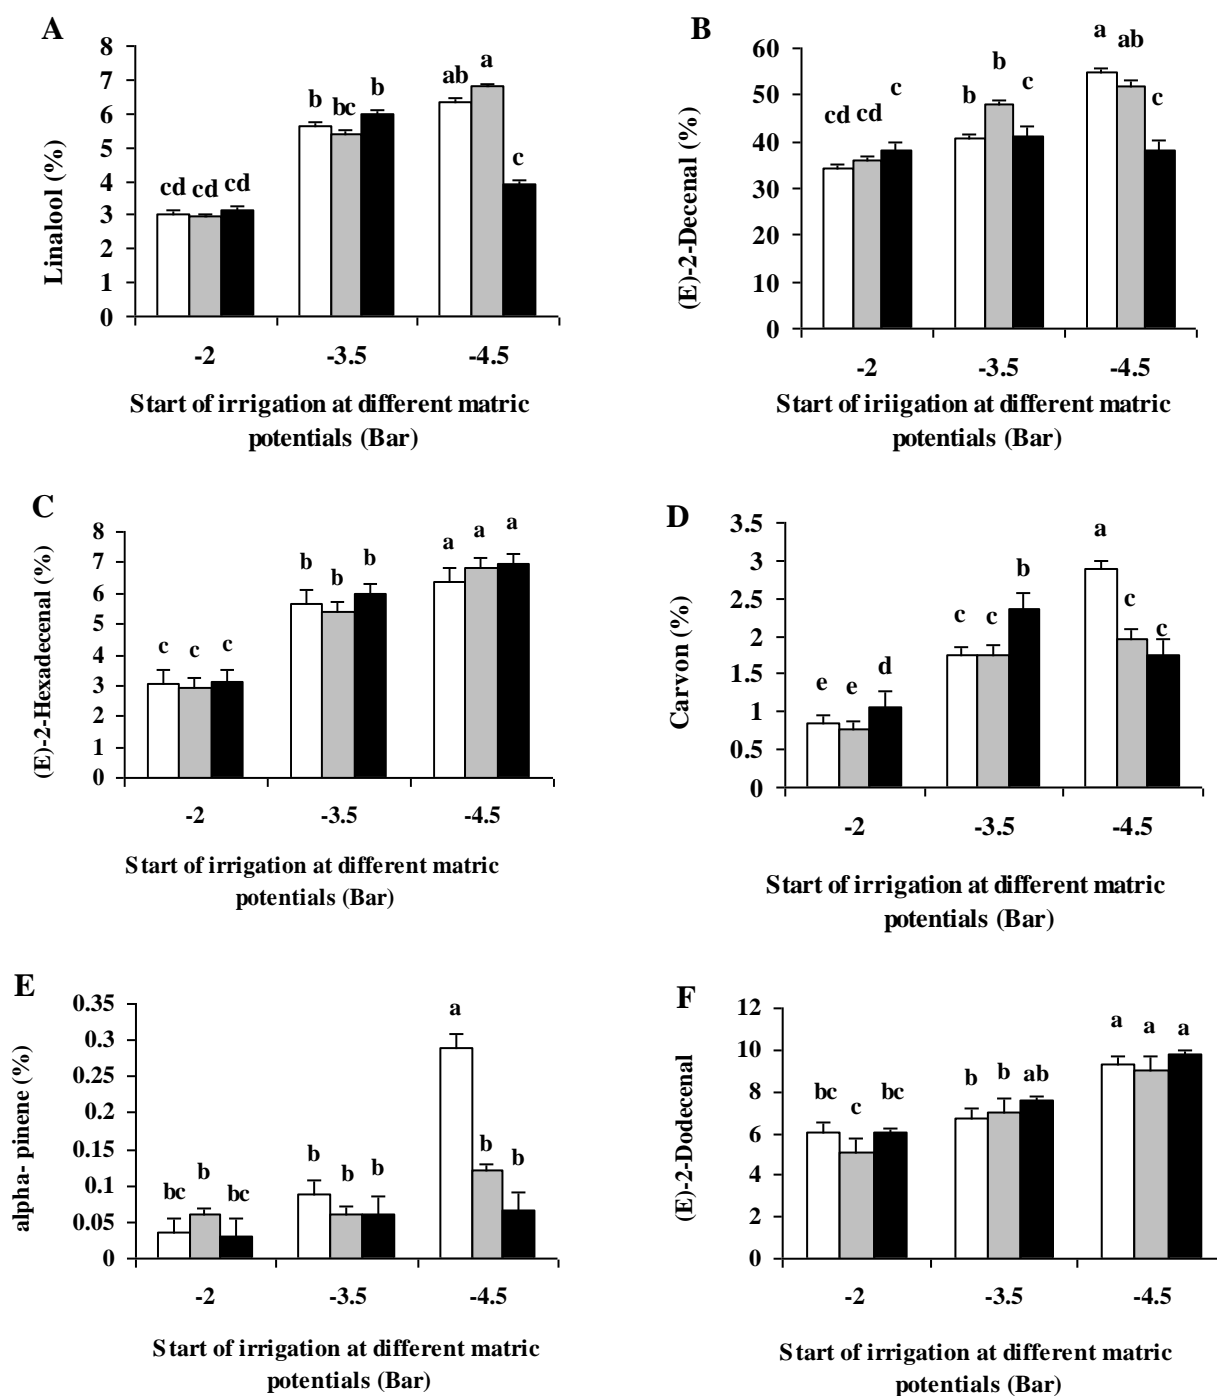 A
8
7
6
5
4
3
2
1
0
Linalool (%)
cd cd cd
b bc b
ab a c
-2 -3.5 -4.5
Start of irrigation at different matric
potentials (Bar)
B
60
50
40
30
20
10
0
(E)-2-Decenal (%)
cd cd c
b b c
a ab c
-2 -3.5 -4.5
Start of iriigation at different matric
potentials (Bar)
C
8
7
6
5
4
3
2
1
0
(E)-2-Hexadecenal (%)
c c c
b b b
a a a
-2 -3.5 -4.5
Start of irrigation at different matric
potentials (Bar)
D
3.5
3
2.5
2
1.5
1
0.5
0
Carvon (%)
e e d
c c b
a c c
-2 -3.5 -4.5
Start of irrigation at different matric
potentials (Bar)
E
0.35
0.3
0.25
0.2
0.15
0.1
0.05
0
alpha- pinene (%)
bc b bc
b b b
a b b
-2 -3.5 -4.5
Start of irrigation at different matric
potentials (Bar)
F
12
10
8
6
4
2
0
(E)-2-Dodecenal
bc c bc
b b ab
a a a
-2 -3.5 -4.5
Start of irrigation at different matric
potentials (Bar)